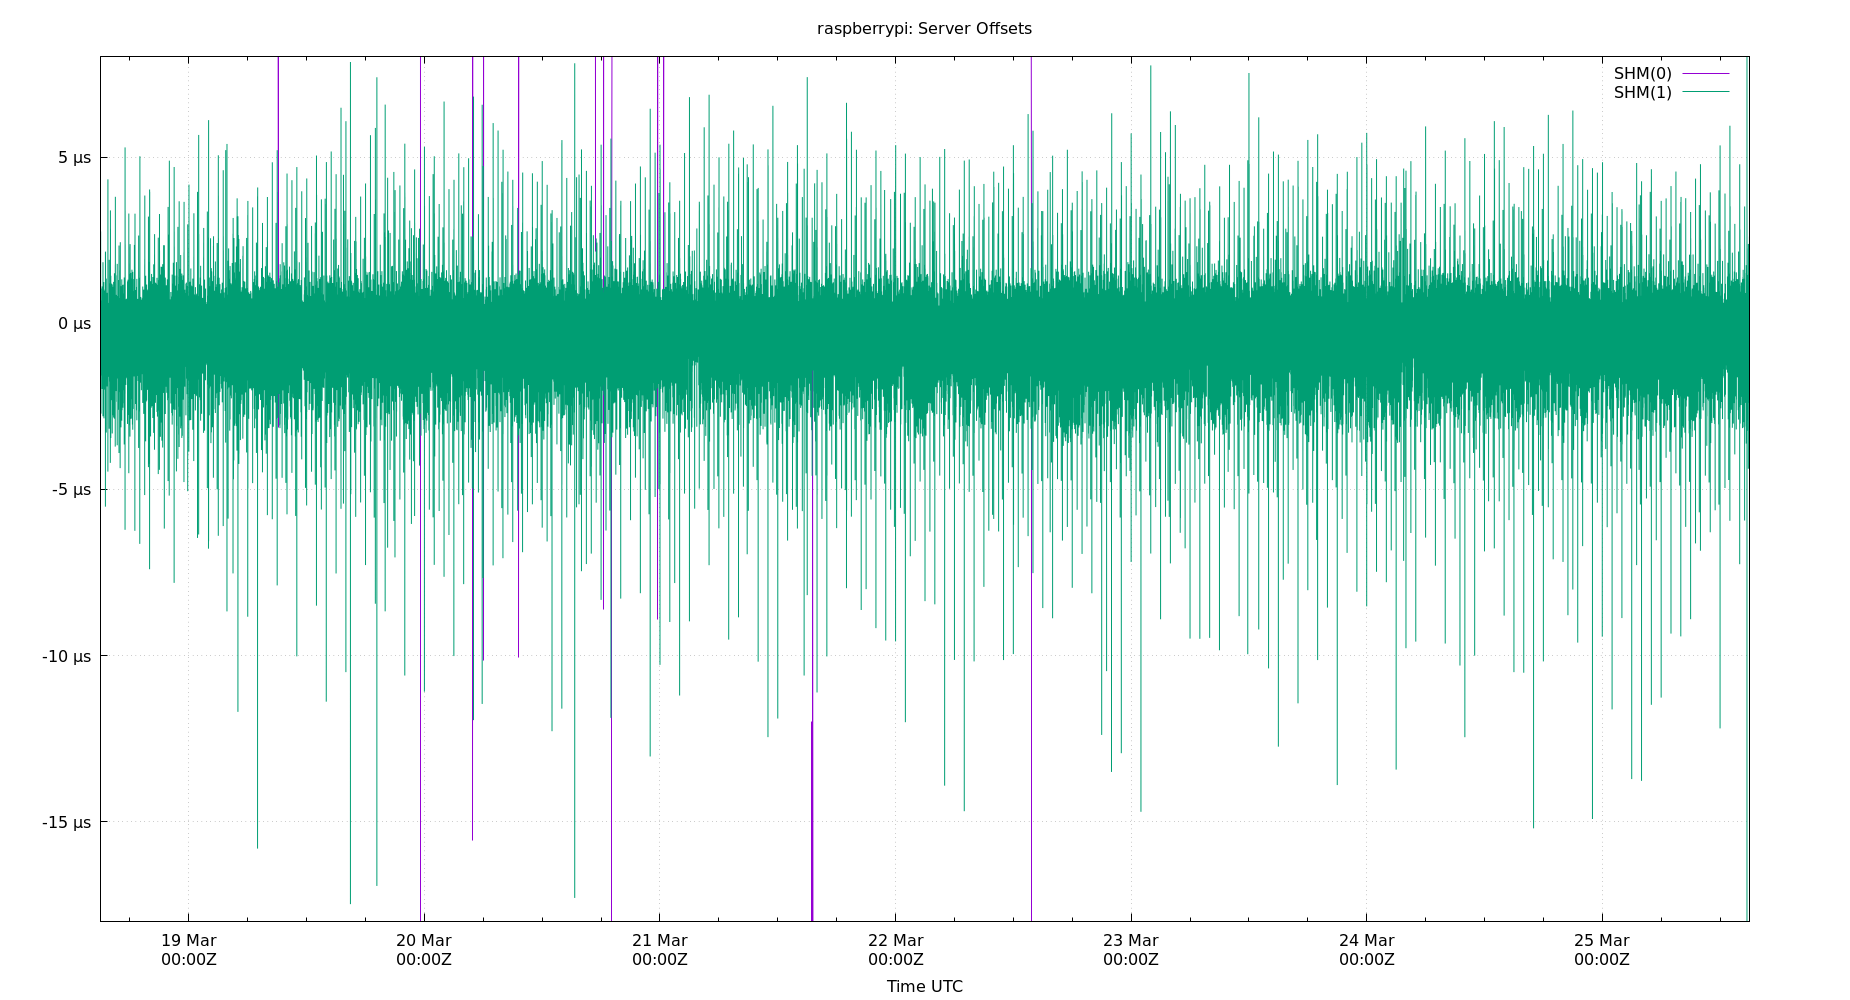 raspberrypi: Server Offsets
SHM(0)
SHM(1)
5 µs
0 µs
-5 µs
-10 µs
-15 µs
19 Mar 20 Mar 21 Mar 22 Mar 23 Mar 24 Mar 25 Mar
00:00Z 00:00Z 00:00Z 00:00Z 00:00Z 00:00Z 00:00Z
Time UTC